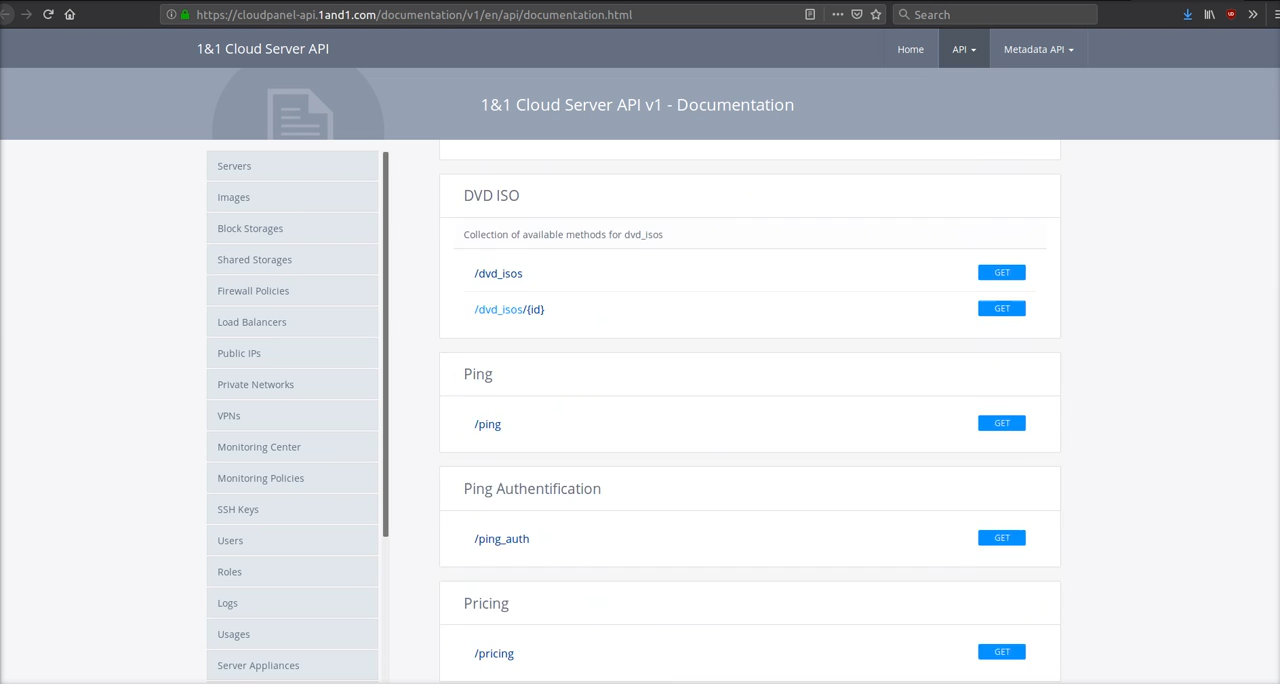 https://cloudpanel-api.1and1.com/documentation/v1/en/api/documentation.html
Search
1&1 Cloud Server API
Home
API
Metadata API
1&1 Cloud Server API v1 - Documentation
Servers
Images
Block Storages
Shared Storages
Firewall Policies
Load Balancers
Public IPs
Private Networks
VPNs
Monitoring Center
Monitoring Policies
SSH Keys
Users
Roles
Logs
Usages
Server Appliances
DVD ISO
Collection of available methods for dvd_isos
/dvd_isos GET
/dvd_isos/{id} GET
Ping
/ping GET
Ping Authentification
/ping_auth GET
Pricing
/pricing GET